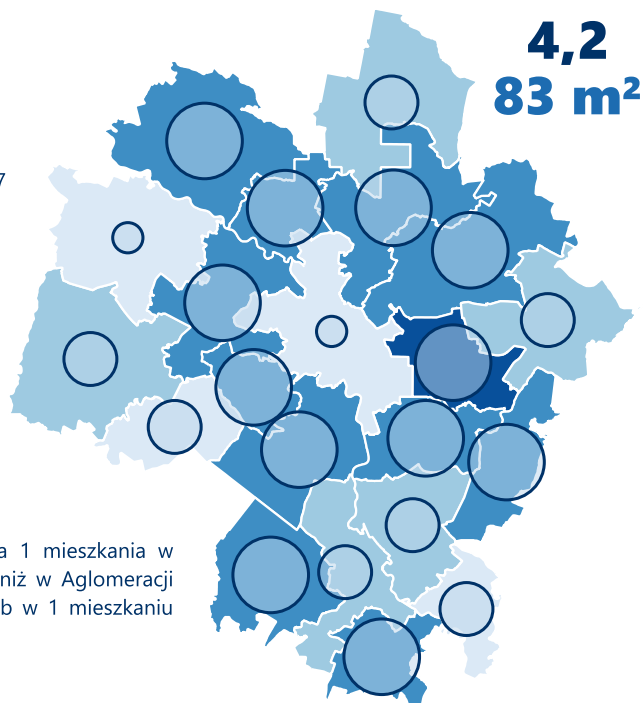 4,2
83 m²
7
a 1 mieszkania w
niż w Aglomeracji
b w 1 mieszkaniu